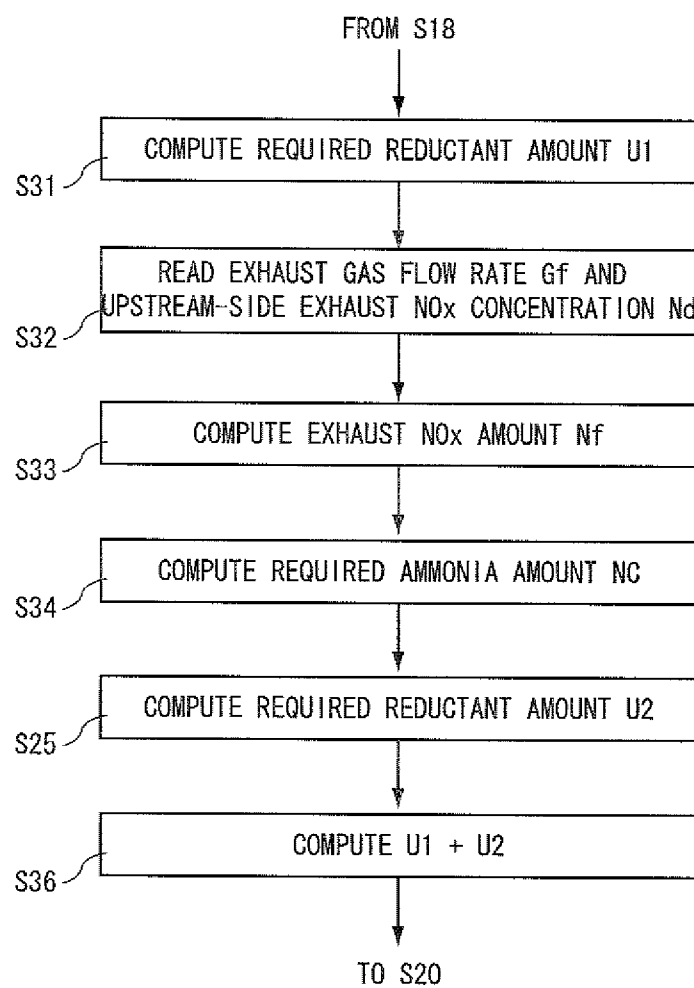 FROM S18
COMPUTE REQUIRED REDUCTANT AMOUNT U1
S31
READ EXHAUST GAS FLOW RATE Gf AND
UPSTREAM-SIDE EXHAUST NOx CONCENTRATION Nd
S32
COMPUTE EXHAUST NOx AMOUNT Nf
S33
COMPUTE REQUIRED AMMONIA AMOUNT NC
S34
COMPUTE REQUIRED REDUCTANT AMOUNT U2
S25
COMPUTE U1 + U2
S36
TO S20